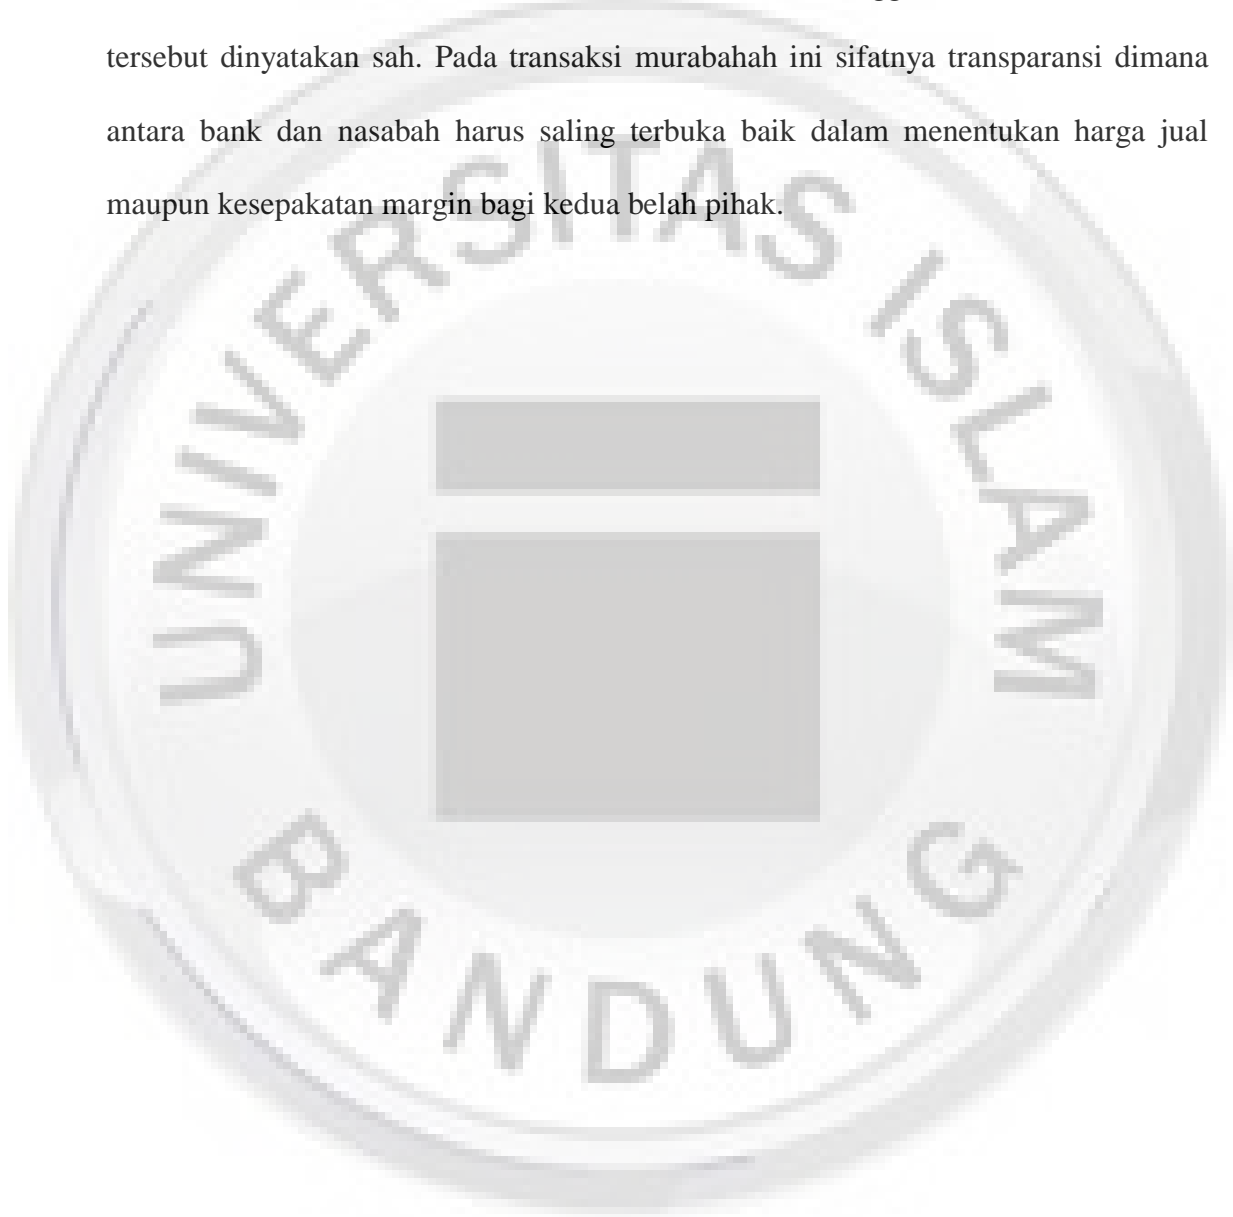 tersebut dinyatakan sah. Pada transaksi murabahah ini sifatnya transparansi dimana
antara bank dan nasabah harus saling terbuka baik dalam menentukan harga jual
maupun kesepakatan margin bagi kedua belah pihak.
UNIVERSITAS ISLAM
BANDUNG